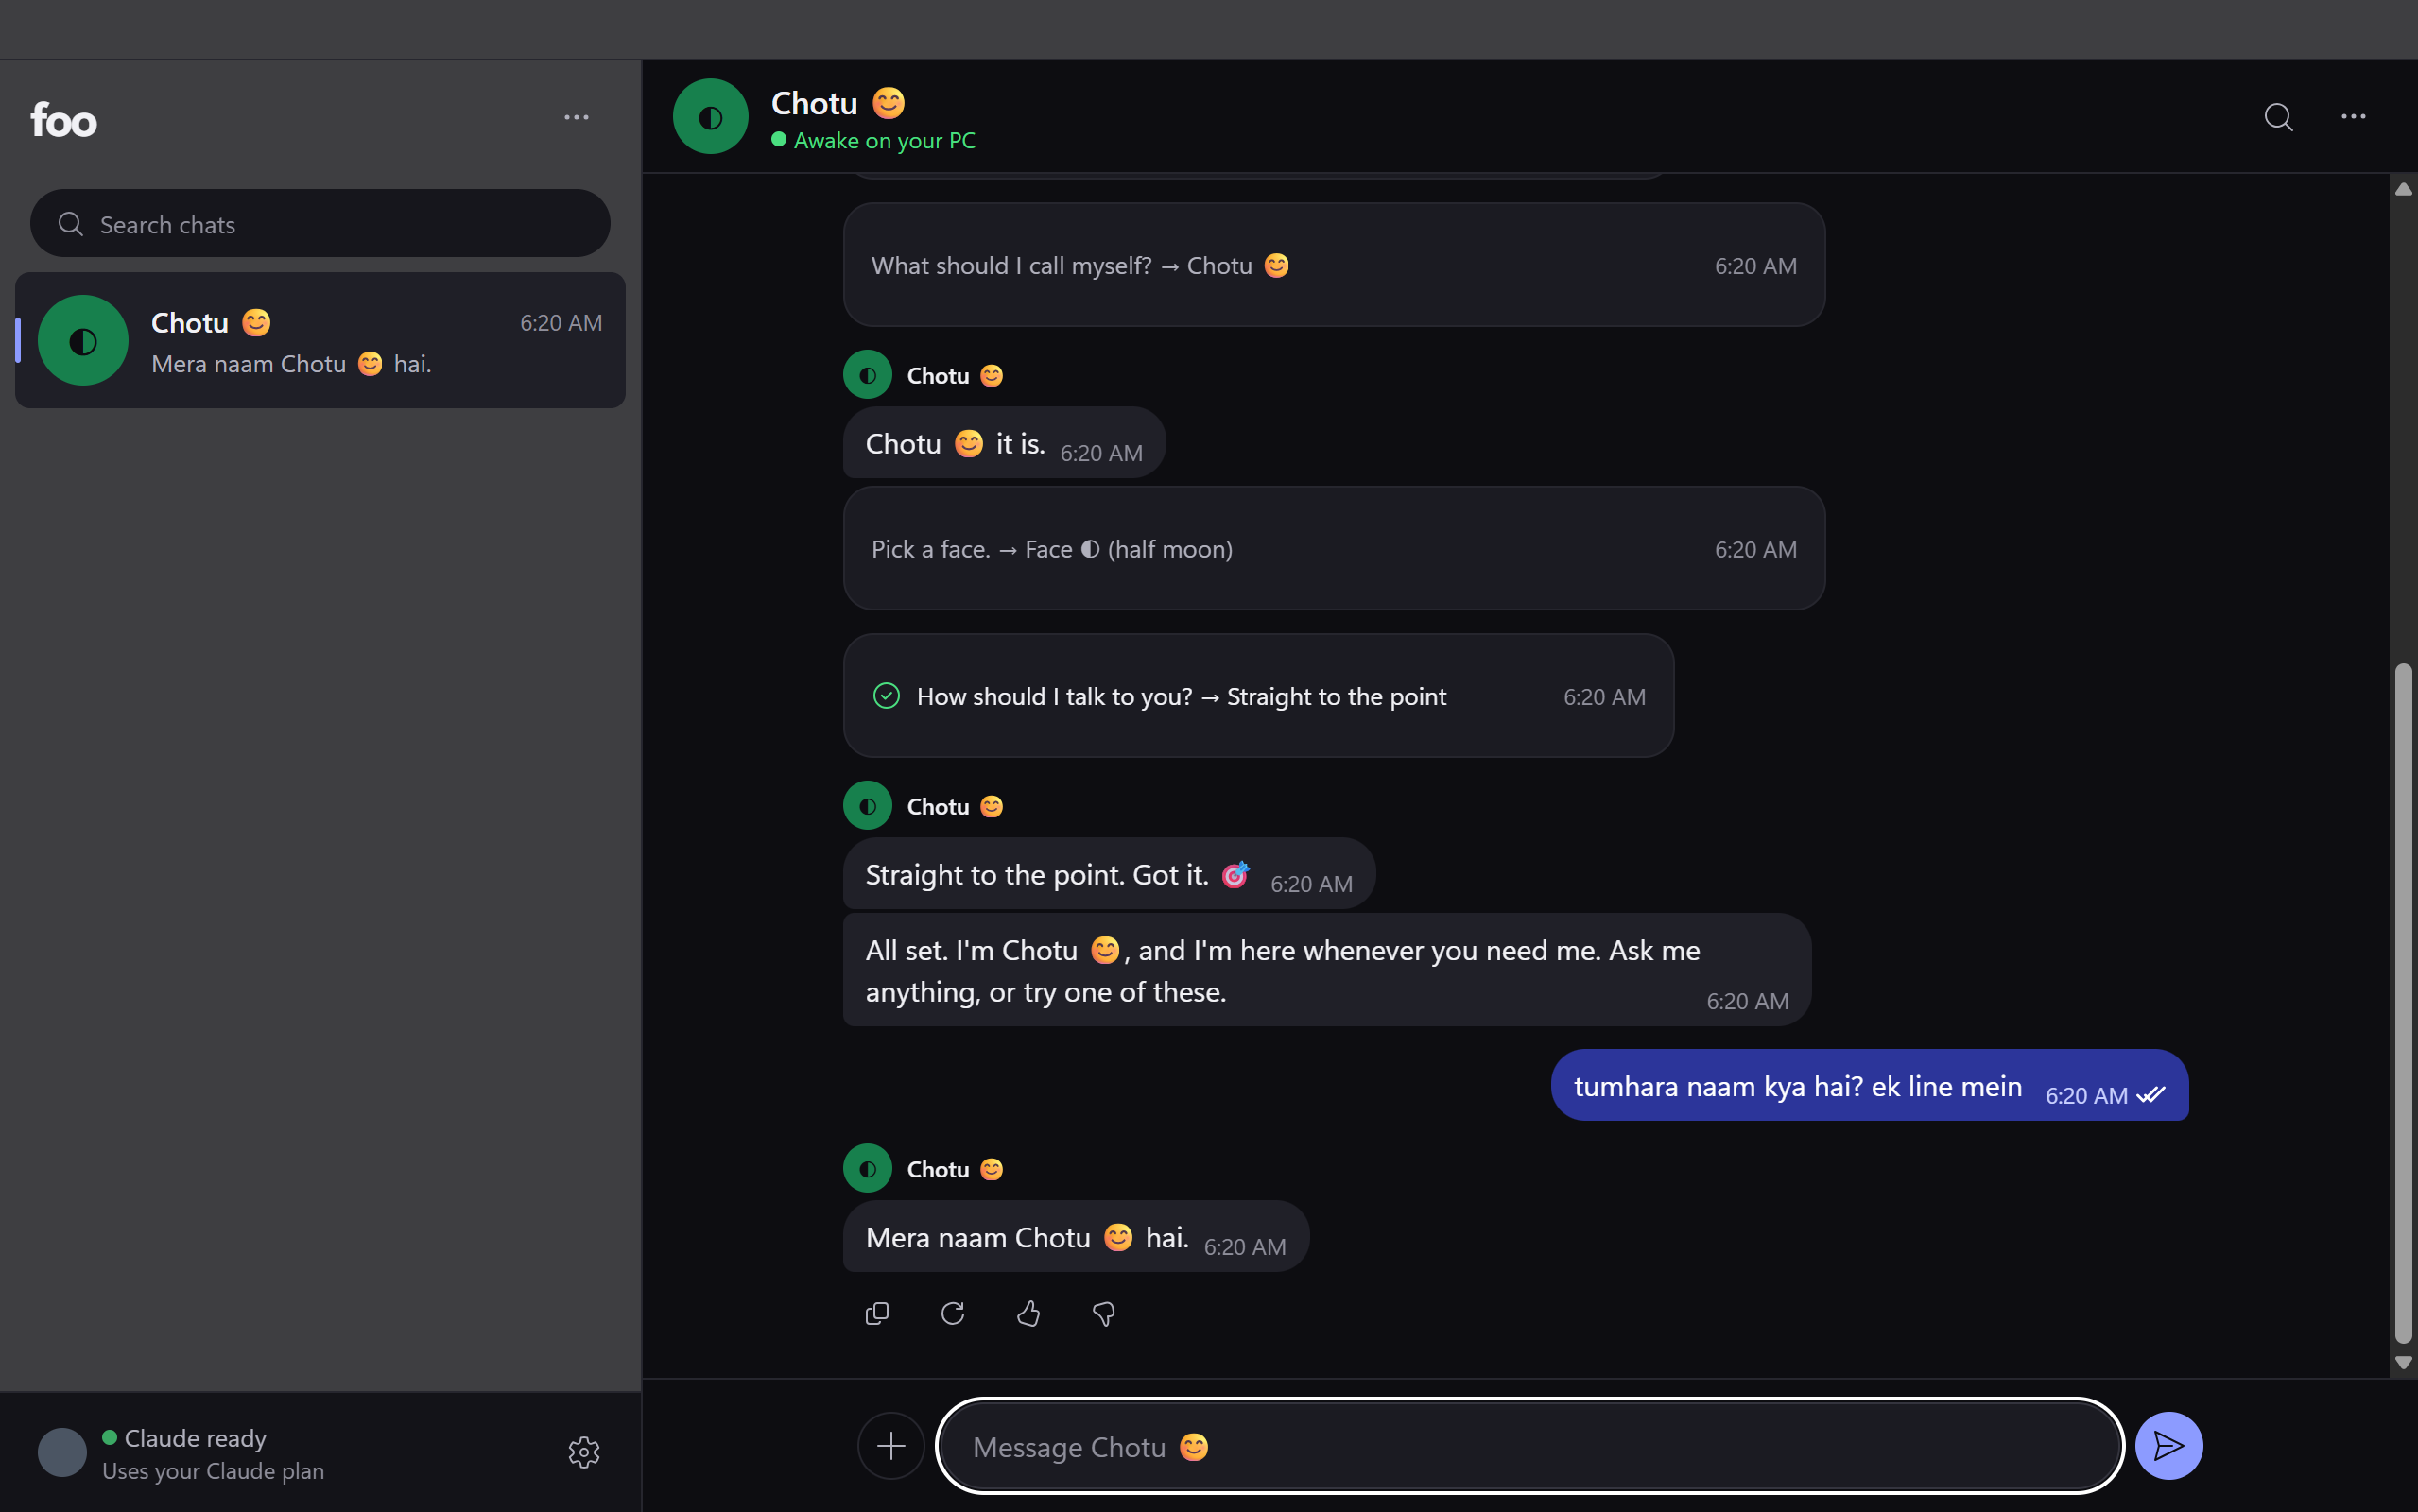 foo
Search chats
Chotu 😊
6:20 AM
Mera naam Chotu 😊 hai.
Claude ready
Uses your Claude plan
Chotu 😊
Awake on your PC
What should I call myself? → Chotu 😊 6:20 AM
Chotu 😊
Chotu 😊 it is. 6:20 AM
Pick a face. → Face ◐ (half moon) 6:20 AM
How should I talk to you? → Straight to the point 6:20 AM
Chotu 😊
Straight to the point. Got it. 🎯 6:20 AM
All set. I'm Chotu 😊, and I'm here whenever you need me. Ask me
anything, or try one of these. 6:20 AM
tumhara naam kya hai? ek line mein 6:20 AM
Chotu 😊
Mera naam Chotu 😊 hai. 6:20 AM
Message Chotu 😊